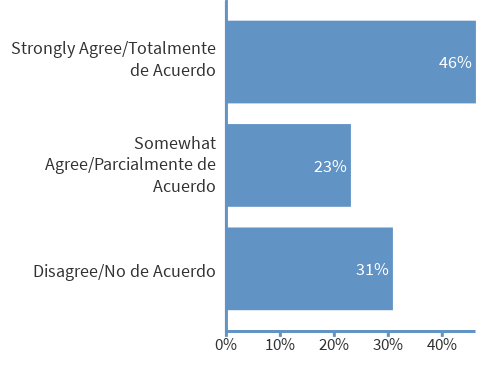 Strongly Agree/Totalmente
de Acuerdo
46%
Somewhat
Agree/Parcialmente de
Acuerdo
23%
Disagree/No de Acuerdo
31%
0% 10% 20% 30% 40%